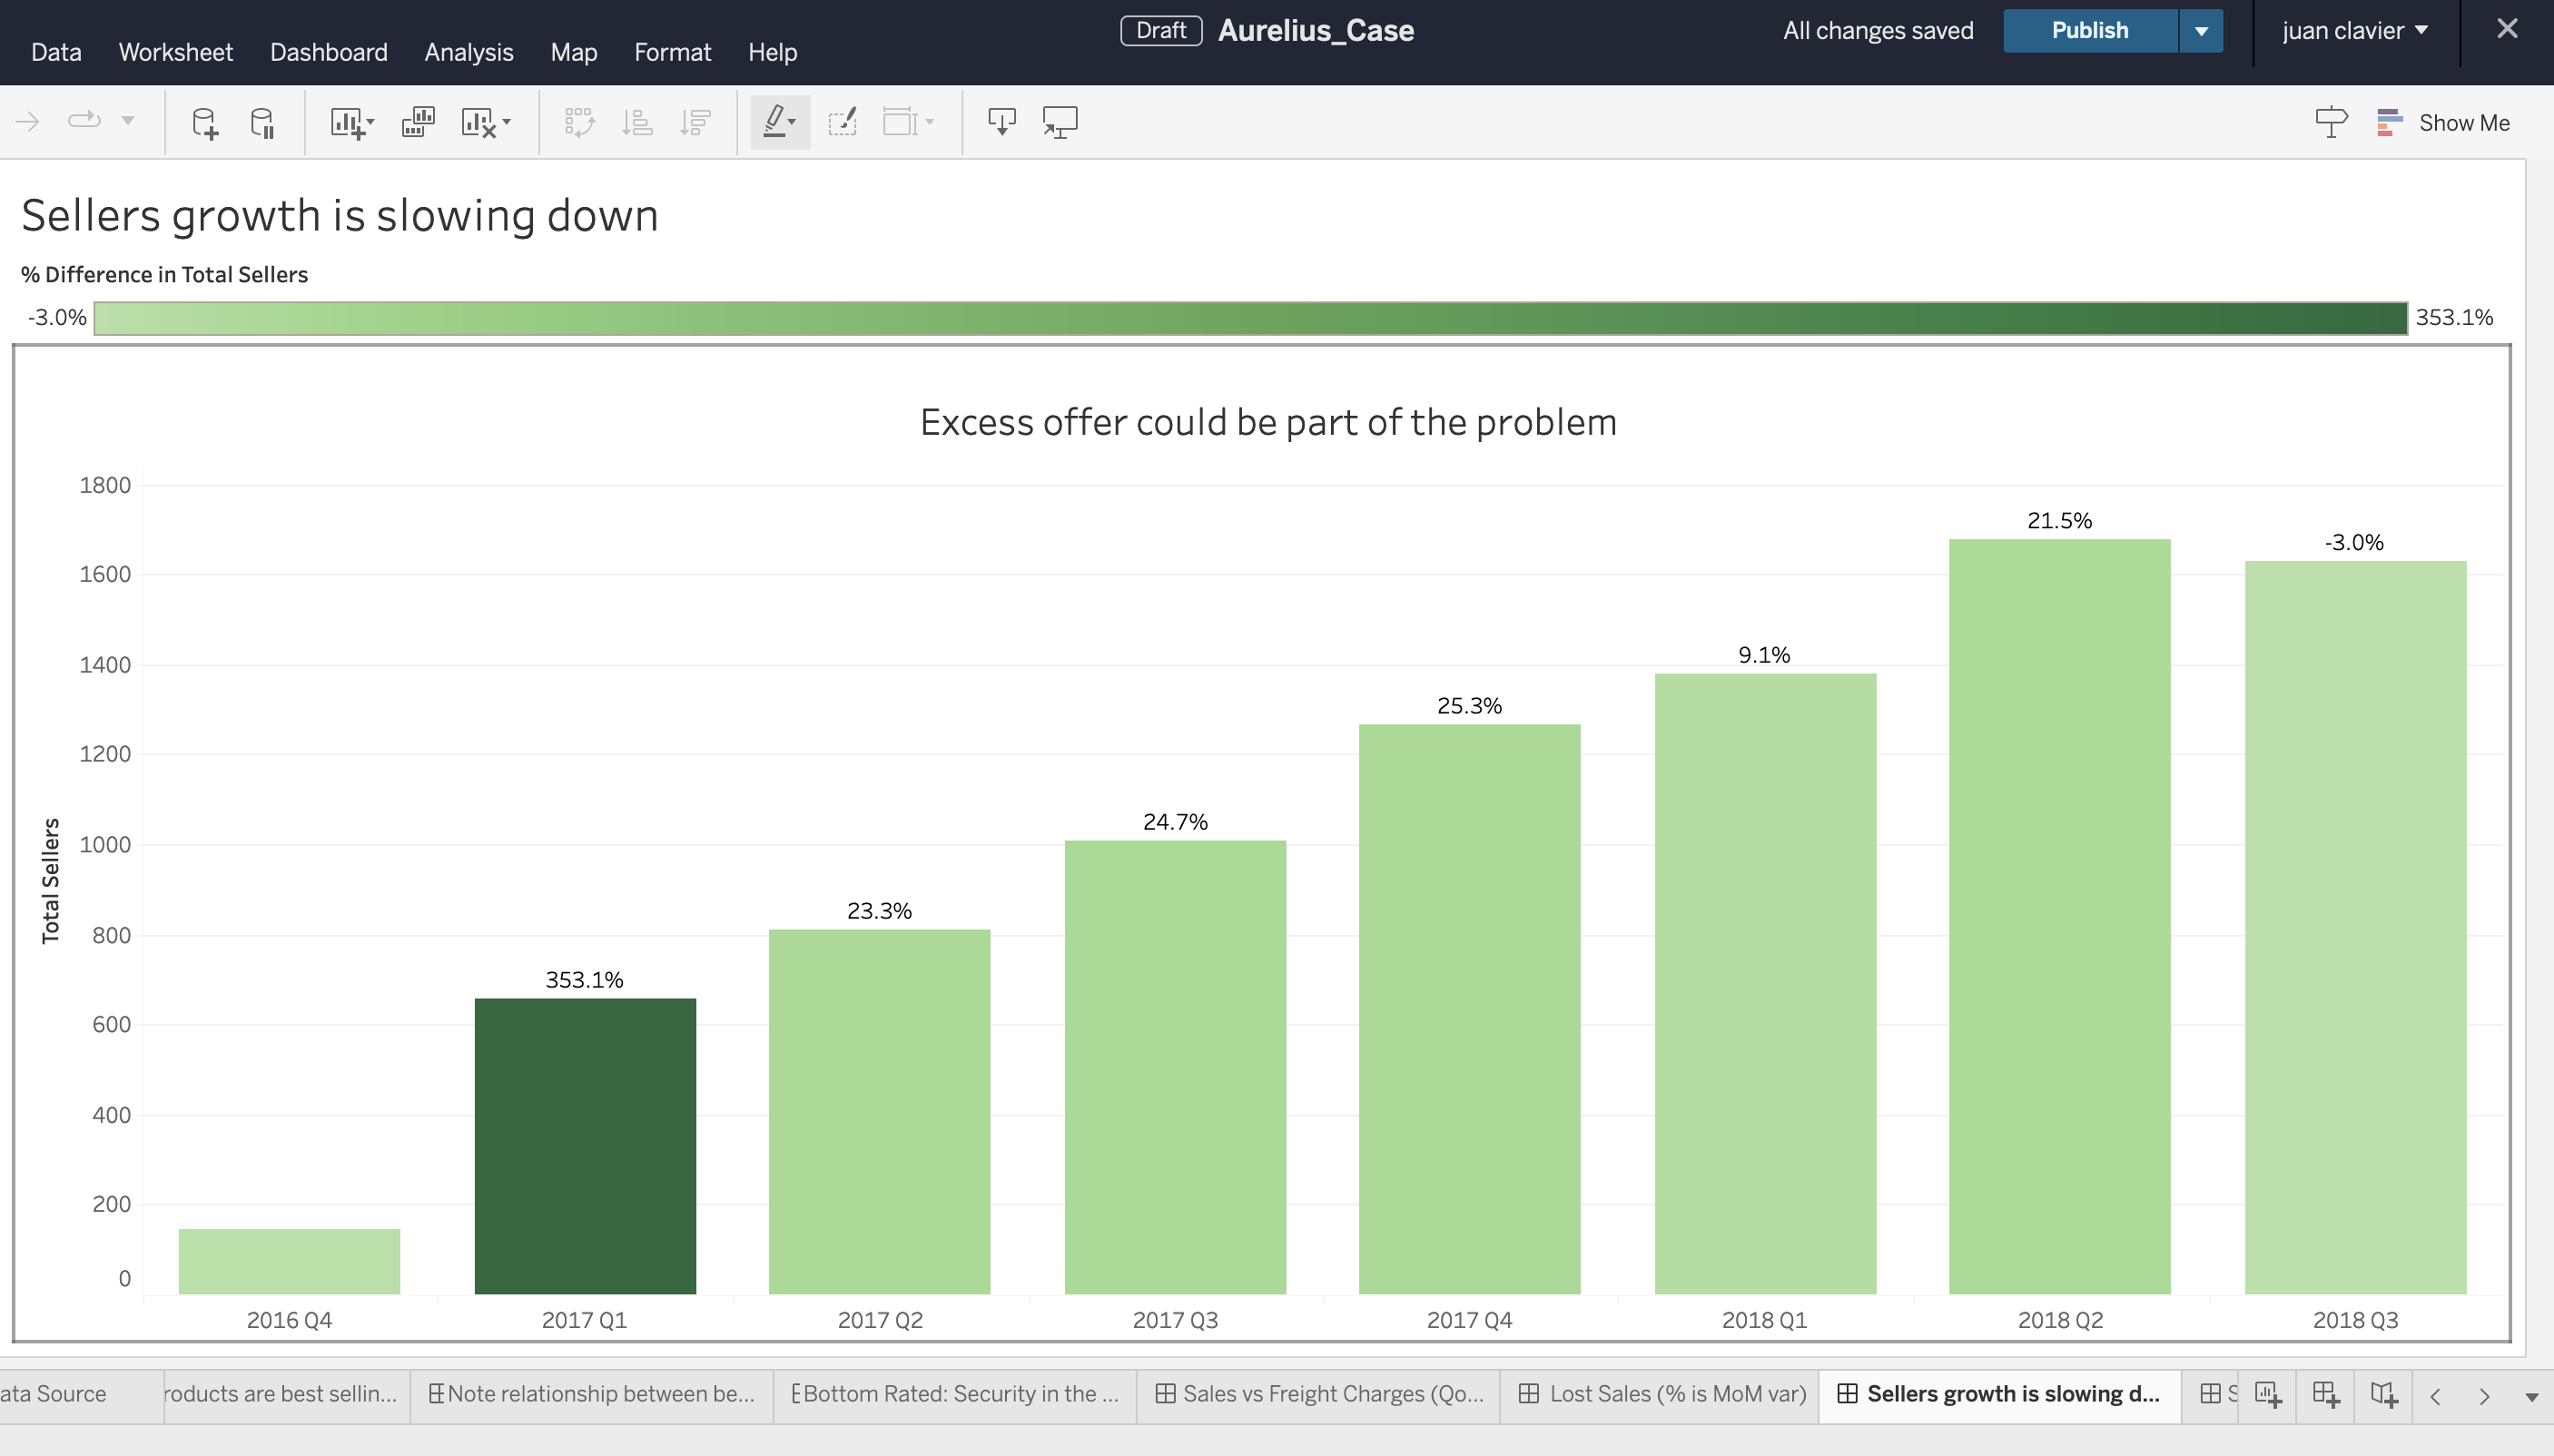 Draft Aurelius_Case
All changes saved
Publish
juan clavier
Data Worksheet Dashboard Analysis Map Format Help
Show Me
Sellers growth is slowing down
% Difference in Total Sellers
-3.0%
353.1%
Excess offer could be part of the problem
Total Sellers
1800
1600
1400
1200
1000
800
600
400
200
0
353.1%
23.3%
24.7%
25.3%
9.1%
21.5%
-3.0%
2016 Q4
2017 Q1
2017 Q2
2017 Q3
2017 Q4
2018 Q1
2018 Q2
2018 Q3
ata Source
roducts are best sellin...
Note relationship between be...
Bottom Rated: Security in the ...
Sales vs Freight Charges (Qo...
Lost Sales (% is MoM var)
Sellers growth is slowing d...